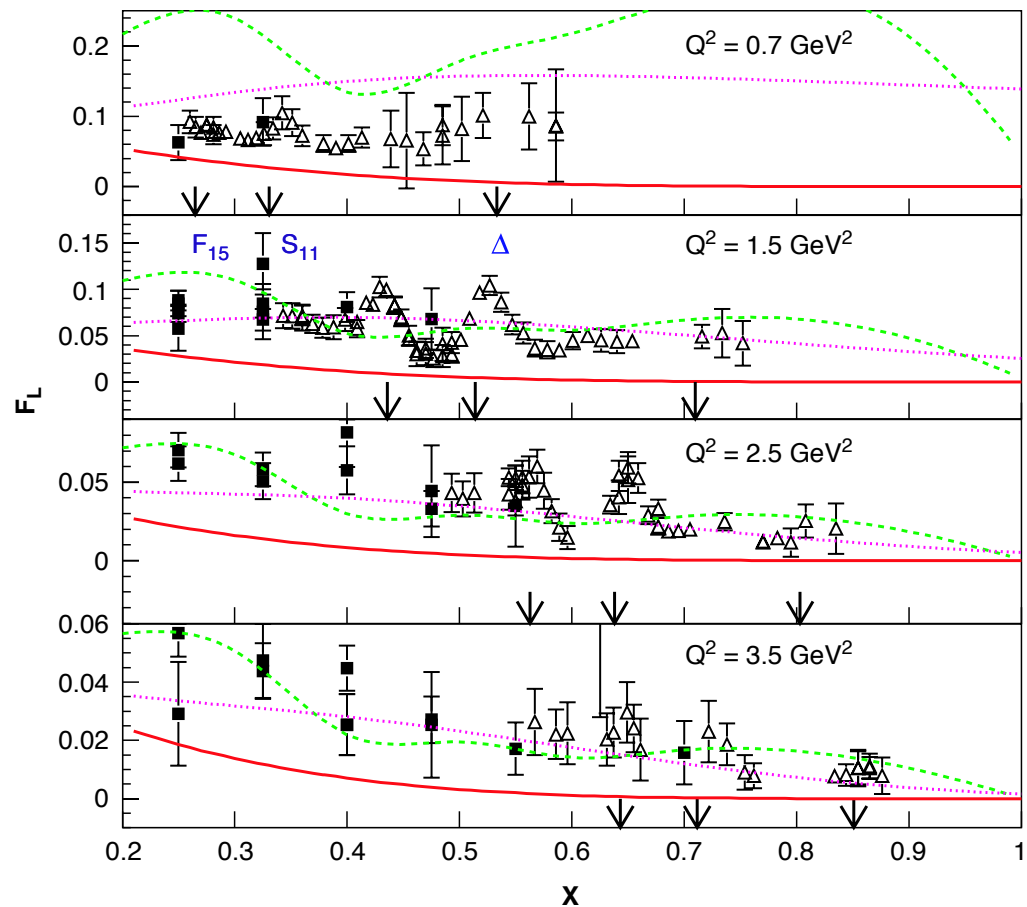 0.2
Q² = 0.7 GeV²
0.1
0
F₁₅ S₁₁ Δ Q² = 1.5 GeV²
0.15
0.1
0.05
0
F_L
Q² = 2.5 GeV²
0.05
0
0.06
Q² = 3.5 GeV²
0.04
0.02
0
0.2 0.3 0.4 0.5 0.6 0.7 0.8 0.9 1
X